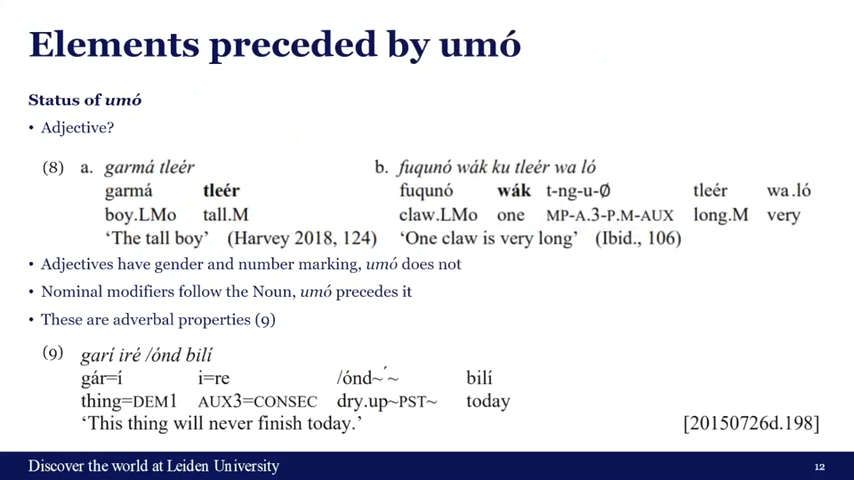 Elements preceded by umó
Status of umó
• Adjective?
(8) a. garmá tleér b. fuqunó wák ku tleér wa ló
garmá tleér fuqunó wák t-ng-u-Ø tleér wa.ló
boy.LMo tall.M claw.LMo one MP-A.3-P.M-AUX long.M very
‘The tall boy’ (Harvey 2018, 124) ‘One claw is very long’ (Ibid., 106)
• Adjectives have gender and number marking, umó does not
• Nominal modifiers follow the Noun, umó precedes it
• These are adverbal properties (9)
(9) garí iré /ónd bilí
gár=í i=re /ónd~´~ bilí
thing=DEM1 AUX3=CONSEC dry.up~PST~ today
‘This thing will never finish today.’ [20150726d.198]
Discover the world at Leiden University 12